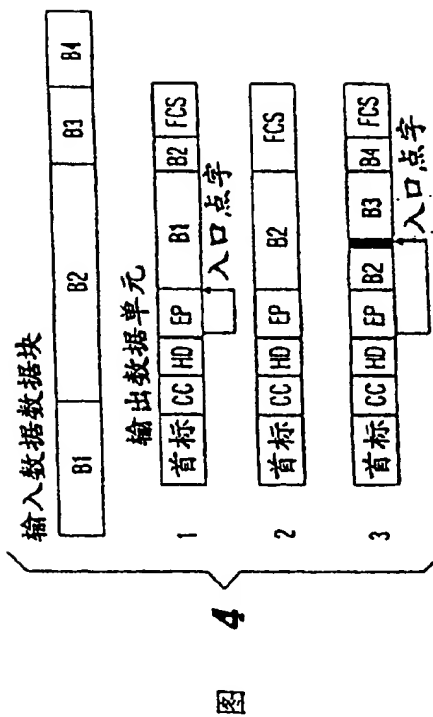 输入数据数据块
B1 B2 B3 B4
输出数据单元
1 首标 CC HD EP B1 B2 FCS
入口点字
2 首标 CC HD EP B2 FCS
3 首标 CC HD EP B2 B3 B4 FCS
入口点字
图 4